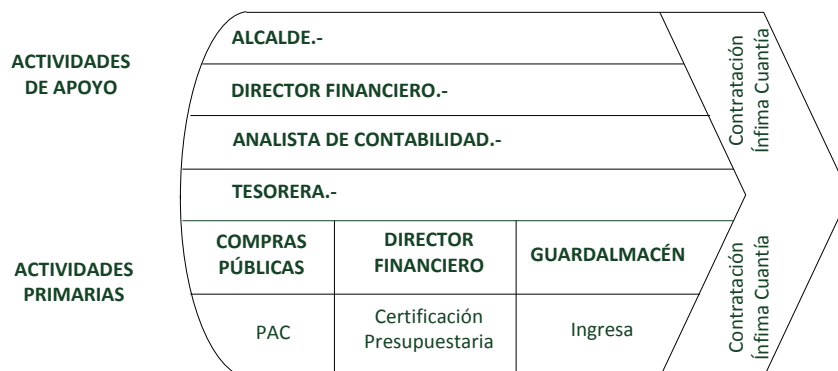 ACTIVIDADES
DE APOYO
ALCALDE.-
DIRECTOR FINANCIERO.-
ANALISTA DE CONTABILIDAD.-
TESORERA.-
Contratación
Ínfima Cuantía
ACTIVIDADES
PRIMARIAS
COMPRAS
PÚBLICAS
DIRECTOR
FINANCIERO
GUARDALMACÉN
PAC
Certificación
Presupuestaria
Ingresa
Contratación
Ínfima Cuantía